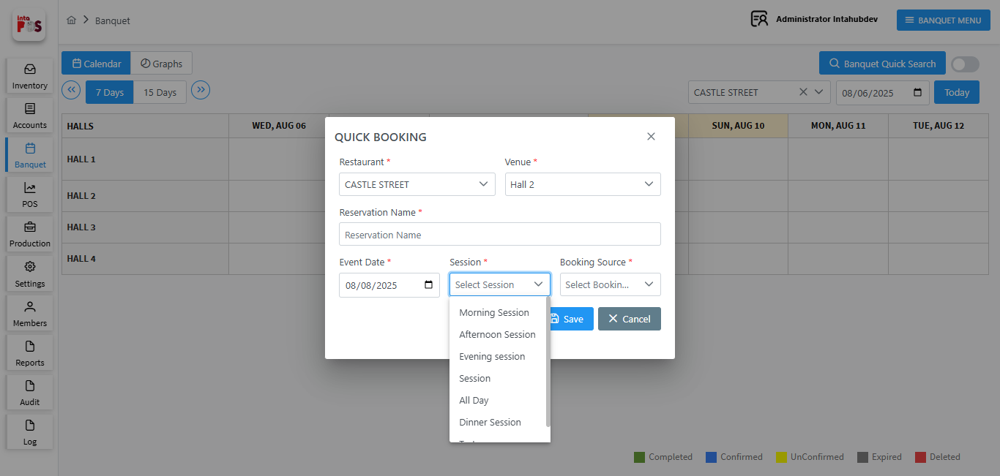 Inta
POS
Banquet
Administrator Intahubdev
BANQUET MENU
Inventory
Accounts
Banquet
POS
Production
Settings
Members
Reports
Audit
Log
Calendar
Graphs
Banquet Quick Search
7 Days
15 Days
CASTLE STREET
08/06/2025
Today
HALLS
WED, AUG 06
SUN, AUG 10
MON, AUG 11
TUE, AUG 12
HALL 1
HALL 2
HALL 3
HALL 4
QUICK BOOKING
Restaurant *
Venue *
CASTLE STREET
Hall 2
Reservation Name *
Reservation Name
Event Date *
Session *
Booking Source *
08/08/2025
Select Session
Select Bookin...
Morning Session
Afternoon Session
Evening session
Session
All Day
Dinner Session
Save
Cancel
Completed
Confirmed
UnConfirmed
Expired
Deleted